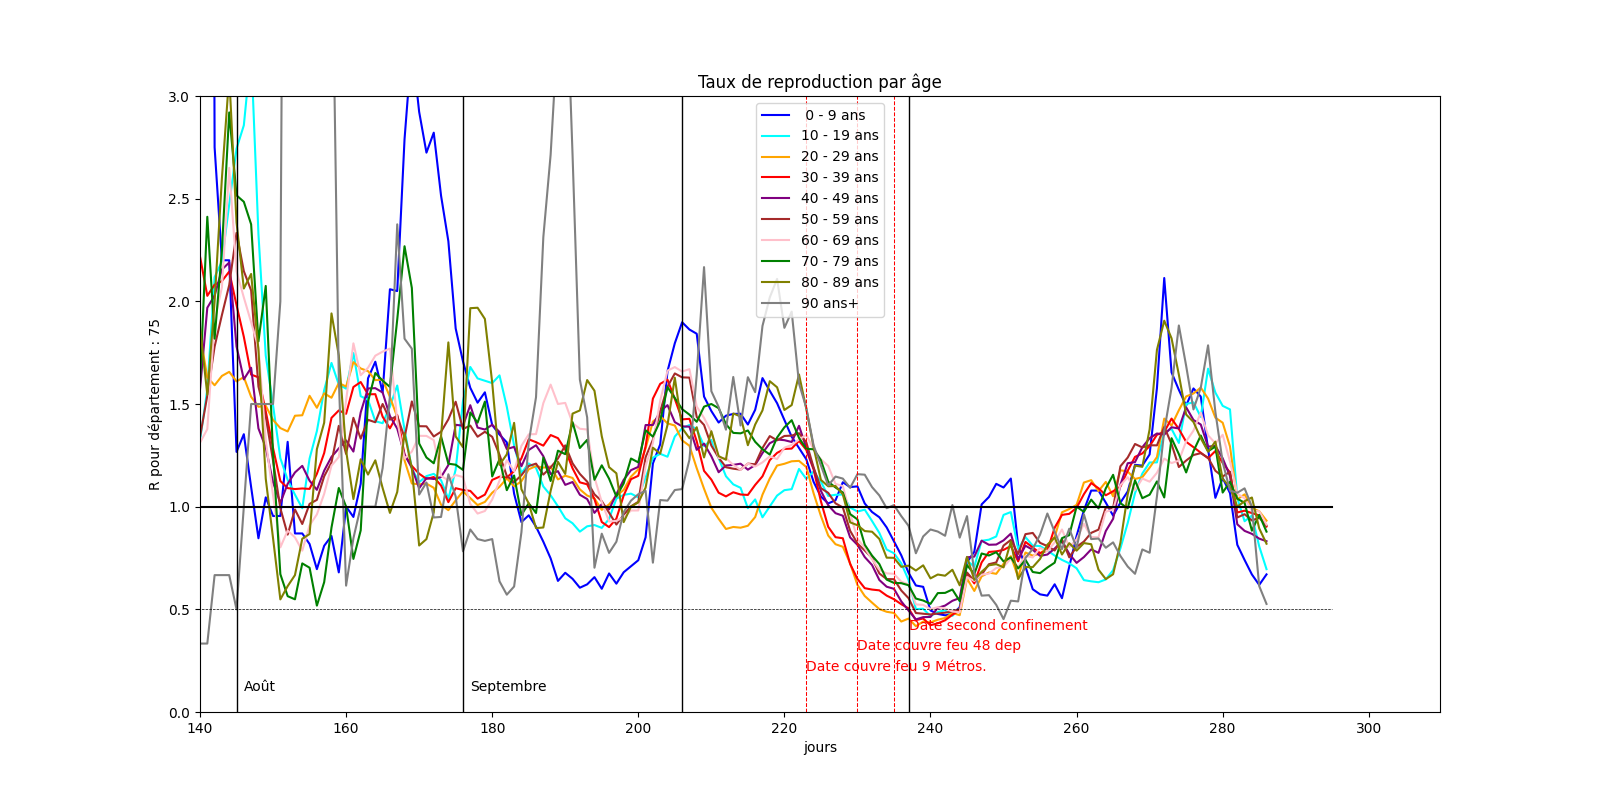 Taux de reproduction par âge
R pour département : 75
3.0
2.5
2.0
1.5
1.0
0.5
0.0
0 - 9 ans
10 - 19 ans
20 - 29 ans
30 - 39 ans
40 - 49 ans
50 - 59 ans
60 - 69 ans
70 - 79 ans
80 - 89 ans
90 ans+
Date second confinement
Date couvre feu 48 dep
Date couvre feu 9 Métros.
Août
Septembre
140
160
180
200
220
240
260
280
300
jours